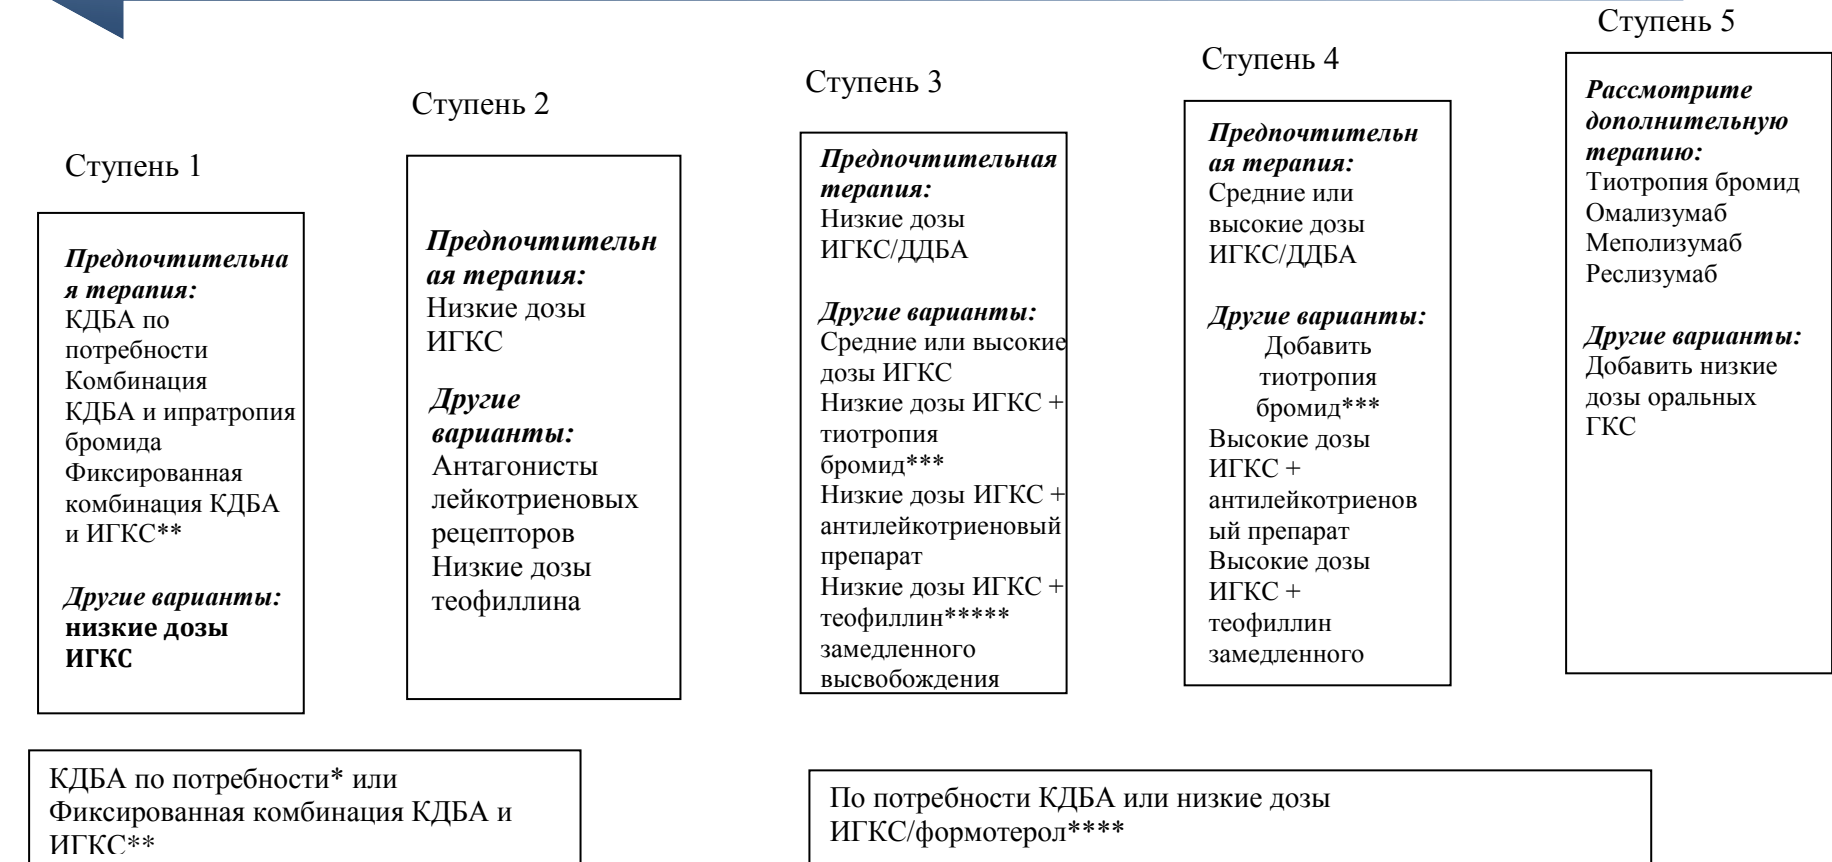 Ступень 1
Предпочтительна
я терапия:
КДБА по
потребности
Комбинация
КДБА и ипратропия
бромида
Фиксированная
комбинация КДБА
и ИГКС**
Другие варианты:
низкие дозы
ИГКС
Ступень 2
Предпочтительн
ая терапия:
Низкие дозы
ИГКС
Другие
варианты:
Антагонисты
лейкотриеновых
рецепторов
Низкие дозы
теофиллина
Ступень 3
Предпочтительная
терапия:
Низкие дозы
ИГКС/ДДБА
Другие варианты:
Средние или высокие
дозы ИГКС
Низкие дозы ИГКС +
тиотропия
бромид***
Низкие дозы ИГКС +
антилейкотриеновый
препарат
Низкие дозы ИГКС +
теофиллин*****
замедленного
высвобождения
Ступень 4
Предпочтительн
ая терапия:
Средние или
высокие дозы
ИГКС/ДДБА
Другие варианты:
Добавить
тиотропия
бромид***
Высокие дозы
ИГКС +
антилейкотриенов
ый препарат
Высокие дозы
ИГКС +
теофиллин
замедленного
Ступень 5
Рассмотрите
дополнительную
терапию:
Тиотропия бромид
Омализумаб
Меполизумаб
Реслизумаб
Другие варианты:
Добавить низкие
дозы оральных
ГКС
КДБА по потребности* или
Фиксированная комбинация КДБА и
ИГКС**
По потребности КДБА или низкие дозы
ИГКС/формотерол****